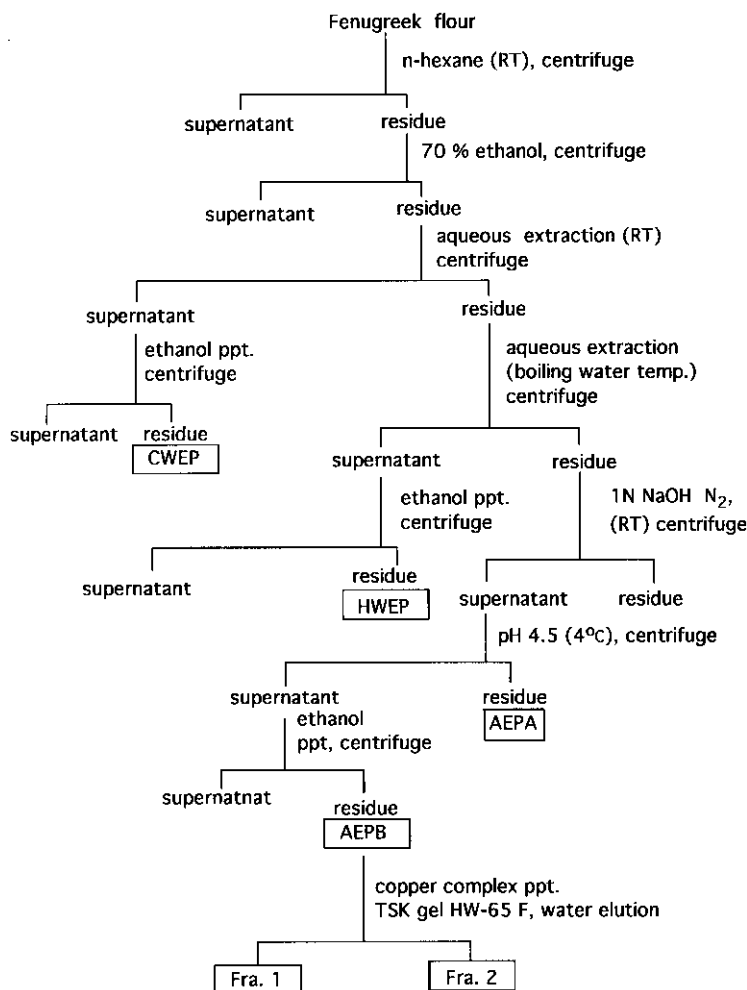 Fenugreek flour
n-hexane (RT), centrifuge
supernatant
residue
70 % ethanol, centrifuge
supernatant
residue
aqueous extraction (RT)
centrifuge
supernatant
residue
ethanol ppt.
centrifuge
aqueous extraction
(boiling water temp.)
centrifuge
supernatant
residue
CWEP
supernatant
residue
ethanol ppt.
centrifuge
1N NaOH N₂,
(RT) centrifuge
supernatant
residue
HWEP
supernatant
residue
pH 4.5 (4ºC), centrifuge
supernatant
residue
AEPA
ethanol
ppt, centrifuge
supernatnat
residue
AEPB
copper complex ppt.
TSK gel HW-65 F, water elution
Fra. 1
Fra. 2